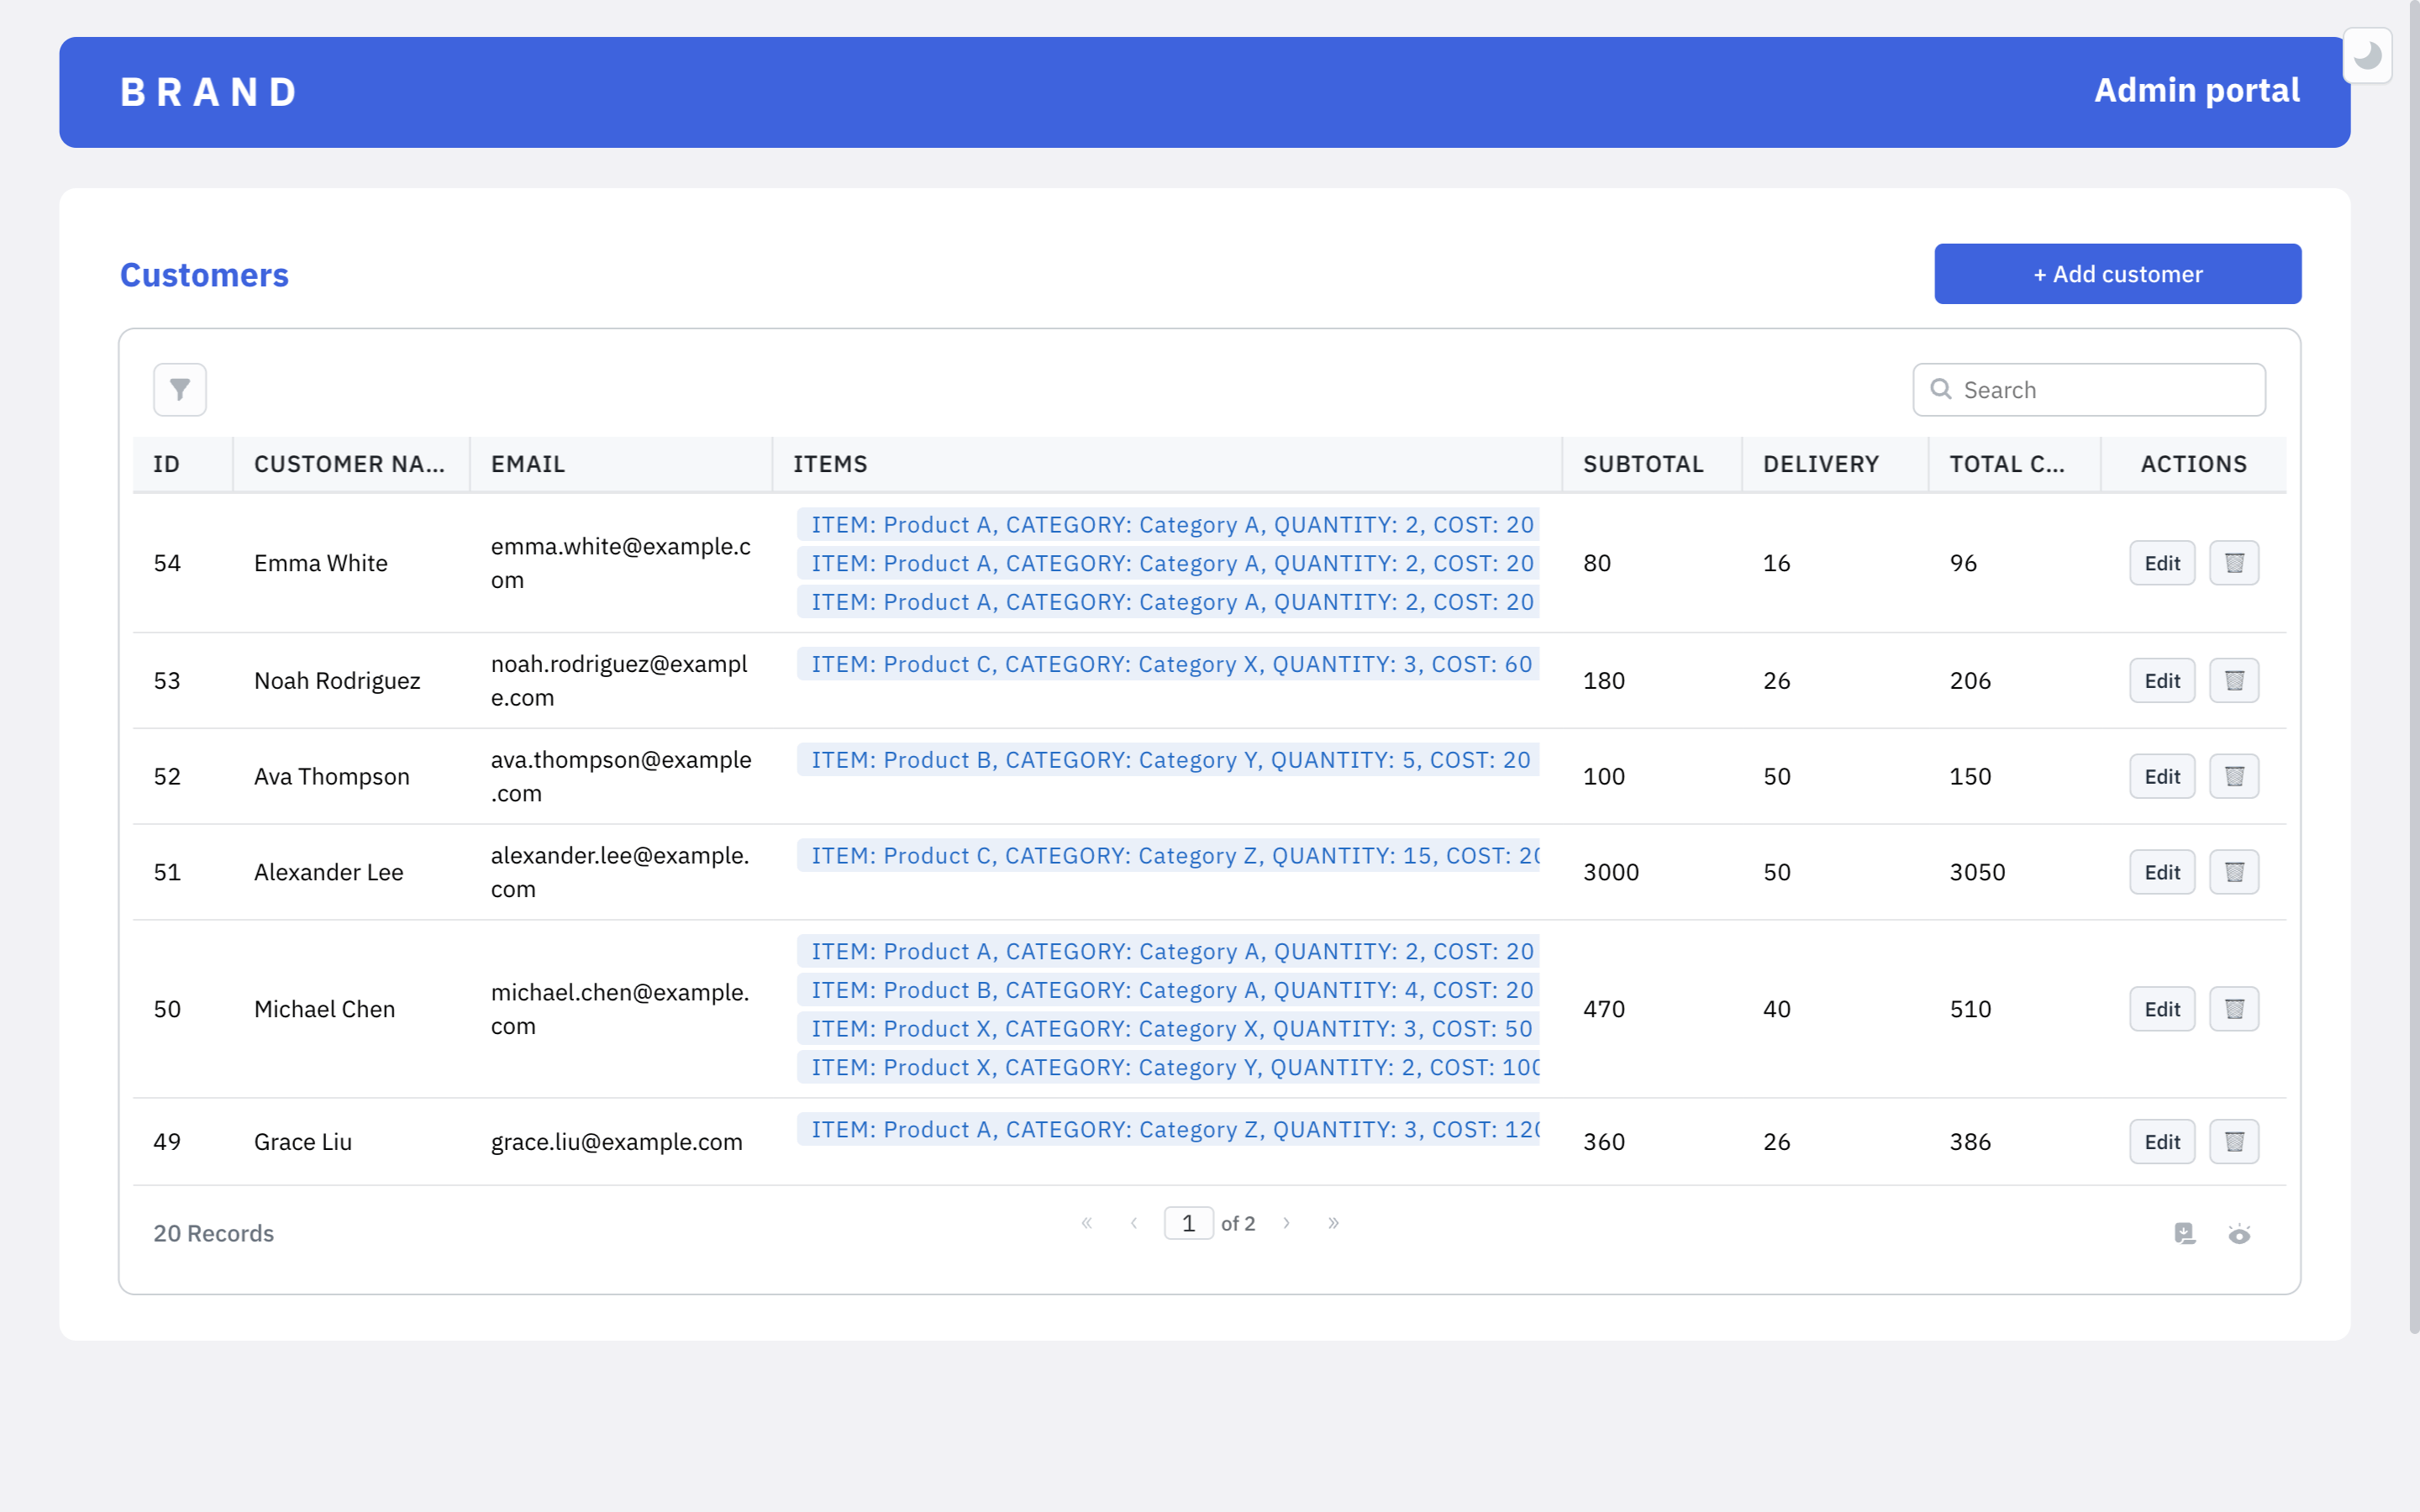 BRAND
Admin portal
Customers
+ Add customer
Search
ID CUSTOMER NA... EMAIL ITEMS SUBTOTAL DELIVERY TOTAL C... ACTIONS
54 Emma White emma.white@example.c
om
ITEM: Product A, CATEGORY: Category A, QUANTITY: 2, COST: 20
ITEM: Product A, CATEGORY: Category A, QUANTITY: 2, COST: 20
ITEM: Product A, CATEGORY: Category A, QUANTITY: 2, COST: 20
80 16 96 Edit
53 Noah Rodriguez noah.rodriguez@exampl
e.com
ITEM: Product C, CATEGORY: Category X, QUANTITY: 3, COST: 60
180 26 206 Edit
52 Ava Thompson ava.thompson@example
.com
ITEM: Product B, CATEGORY: Category Y, QUANTITY: 5, COST: 20
100 50 150 Edit
51 Alexander Lee alexander.lee@example.
com
ITEM: Product C, CATEGORY: Category Z, QUANTITY: 15, COST: 20
3000 50 3050 Edit
50 Michael Chen michael.chen@example.
com
ITEM: Product A, CATEGORY: Category A, QUANTITY: 2, COST: 20
ITEM: Product B, CATEGORY: Category A, QUANTITY: 4, COST: 20
ITEM: Product X, CATEGORY: Category X, QUANTITY: 3, COST: 50
ITEM: Product X, CATEGORY: Category Y, QUANTITY: 2, COST: 100
470 40 510 Edit
49 Grace Liu grace.liu@example.com
ITEM: Product A, CATEGORY: Category Z, QUANTITY: 3, COST: 120
360 26 386 Edit
20 Records
« ‹ 1 of 2 › »